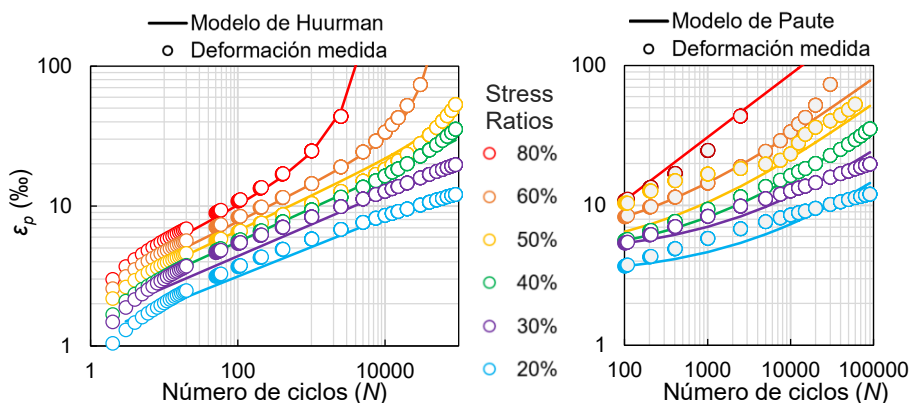 Modelo de Huurman
Deformación medida
100
10
1
εp (‰)
1
100
10000
Número de ciclos (N)
Stress
Ratios
80%
60%
50%
40%
30%
20%
Modelo de Paute
Deformación medida
100
10
1
100
1000
10000
100000
Número de ciclos (N)